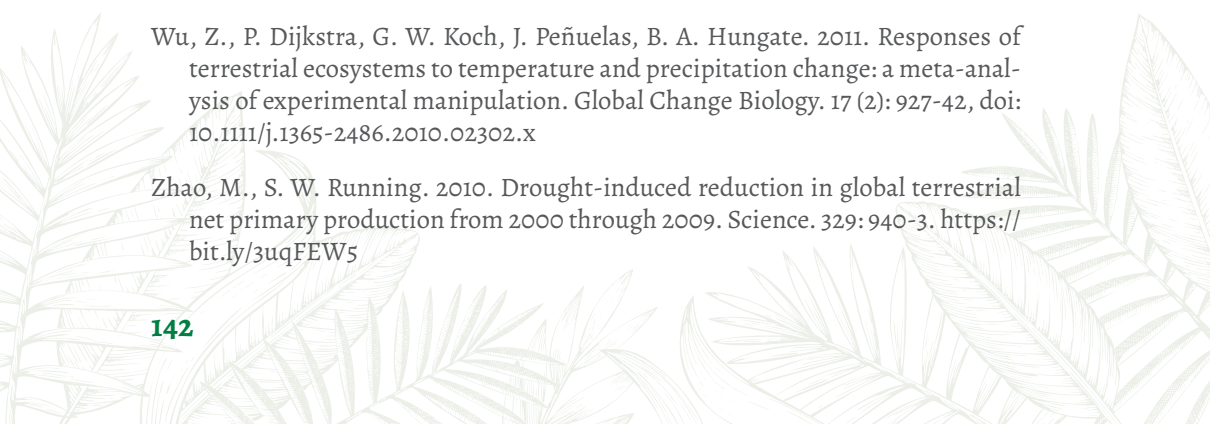 Wu, Z., P. Dijkstra, G. W. Koch, J. Peñuelas, B. A. Hungate. 2011. Responses of
terrestrial ecosystems to temperature and precipitation change: a meta-anal-
ysis of experimental manipulation. Global Change Biology. 17 (2): 927-42, doi:
10.1111/j.1365-2486.2010.02302.x
Zhao, M., S. W. Running. 2010. Drought-induced reduction in global terrestrial
net primary production from 2000 through 2009. Science. 329: 940-3. https://
bit.ly/3uqFEW5
142